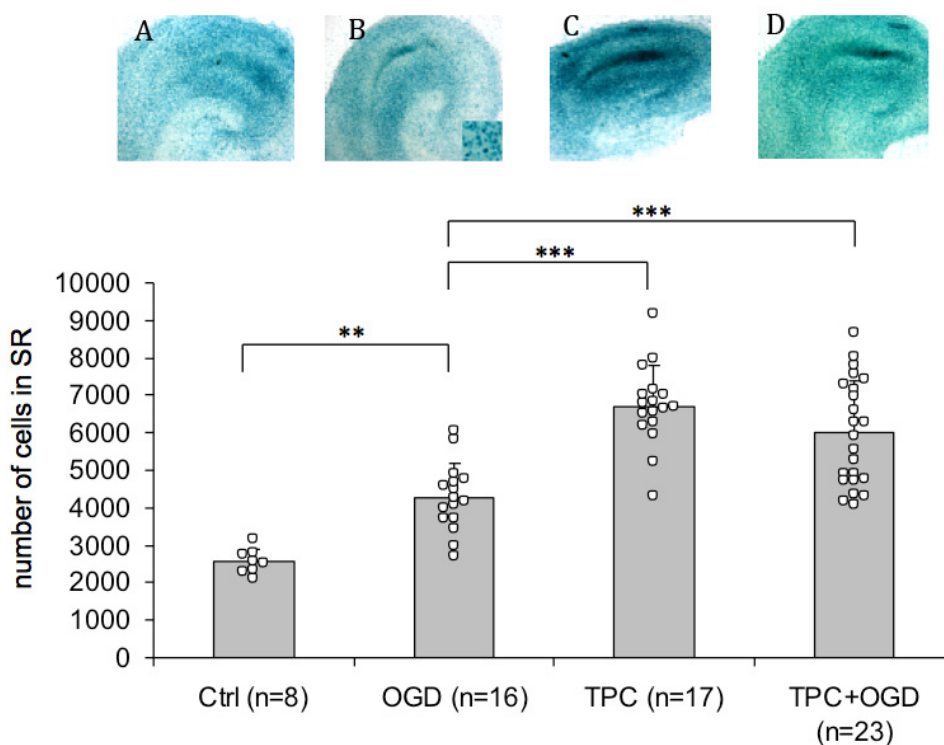 A
B
C
D
***
***
**
number of cells in SR
10000
9000
8000
7000
6000
5000
4000
3000
2000
1000
0
Ctrl (n=8)
OGD (n=16)
TPC (n=17)
TPC+OGD
(n=23)